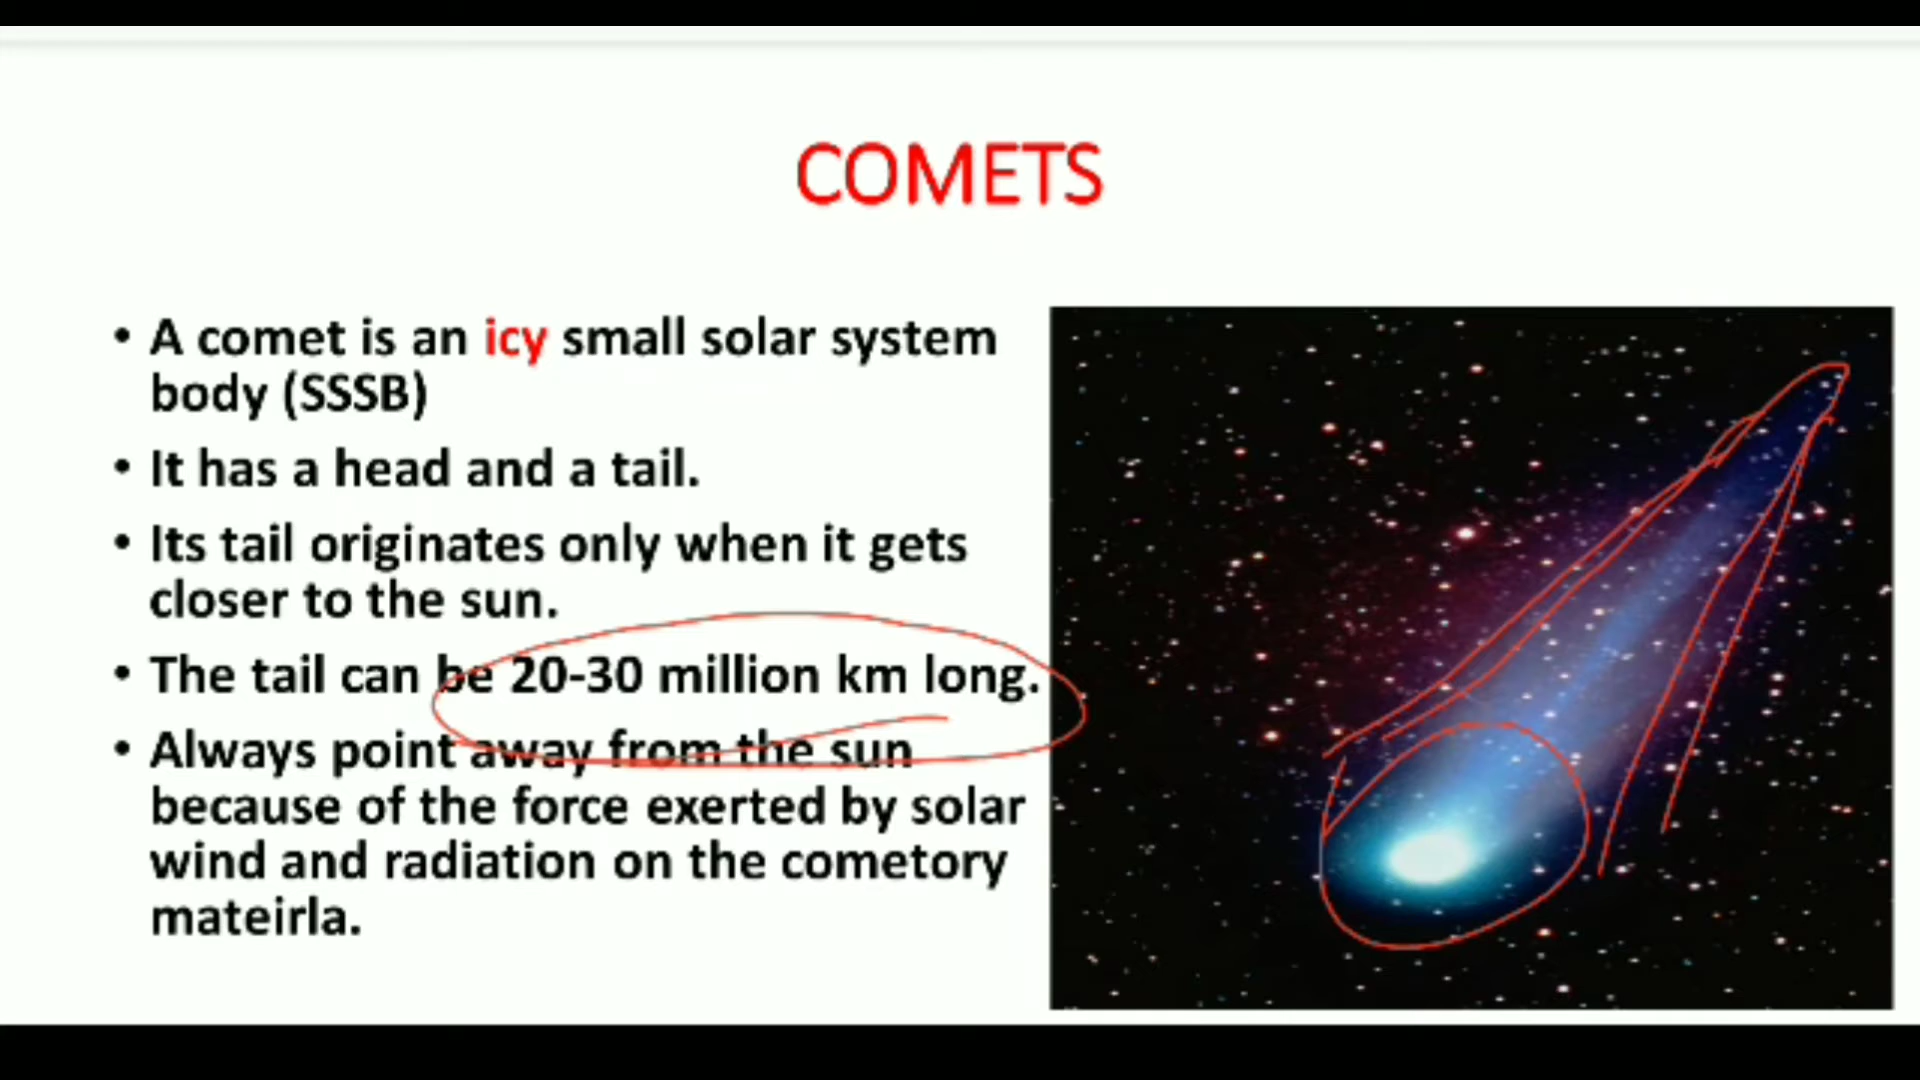 COMETS
• A comet is an icy small solar system
body (SSSB)
• It has a head and a tail.
• Its tail originates only when it gets
closer to the sun.
• The tail can be 20-30 million km long.
• Always point away from the sun
because of the force exerted by solar
wind and radiation on the cometory
mateirla.